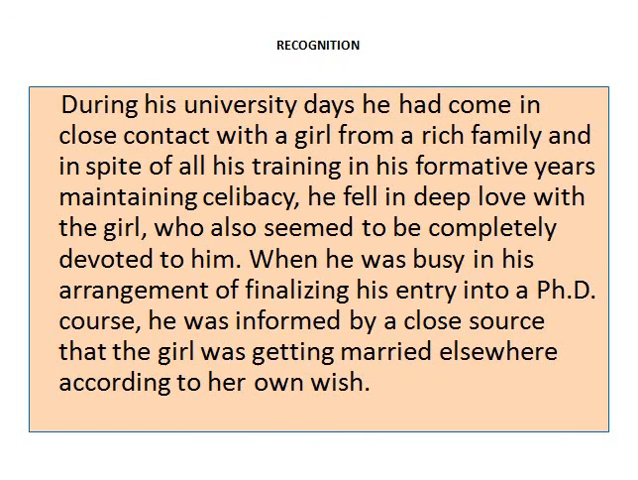 RECOGNITION
During his university days he had come in
close contact with a girl from a rich family and
in spite of all his training in his formative years
maintaining celibacy, he fell in deep love with
the girl, who also seemed to be completely
devoted to him. When he was busy in his
arrangement of finalizing his entry into a Ph.D.
course, he was informed by a close source
that the girl was getting married elsewhere
according to her own wish.